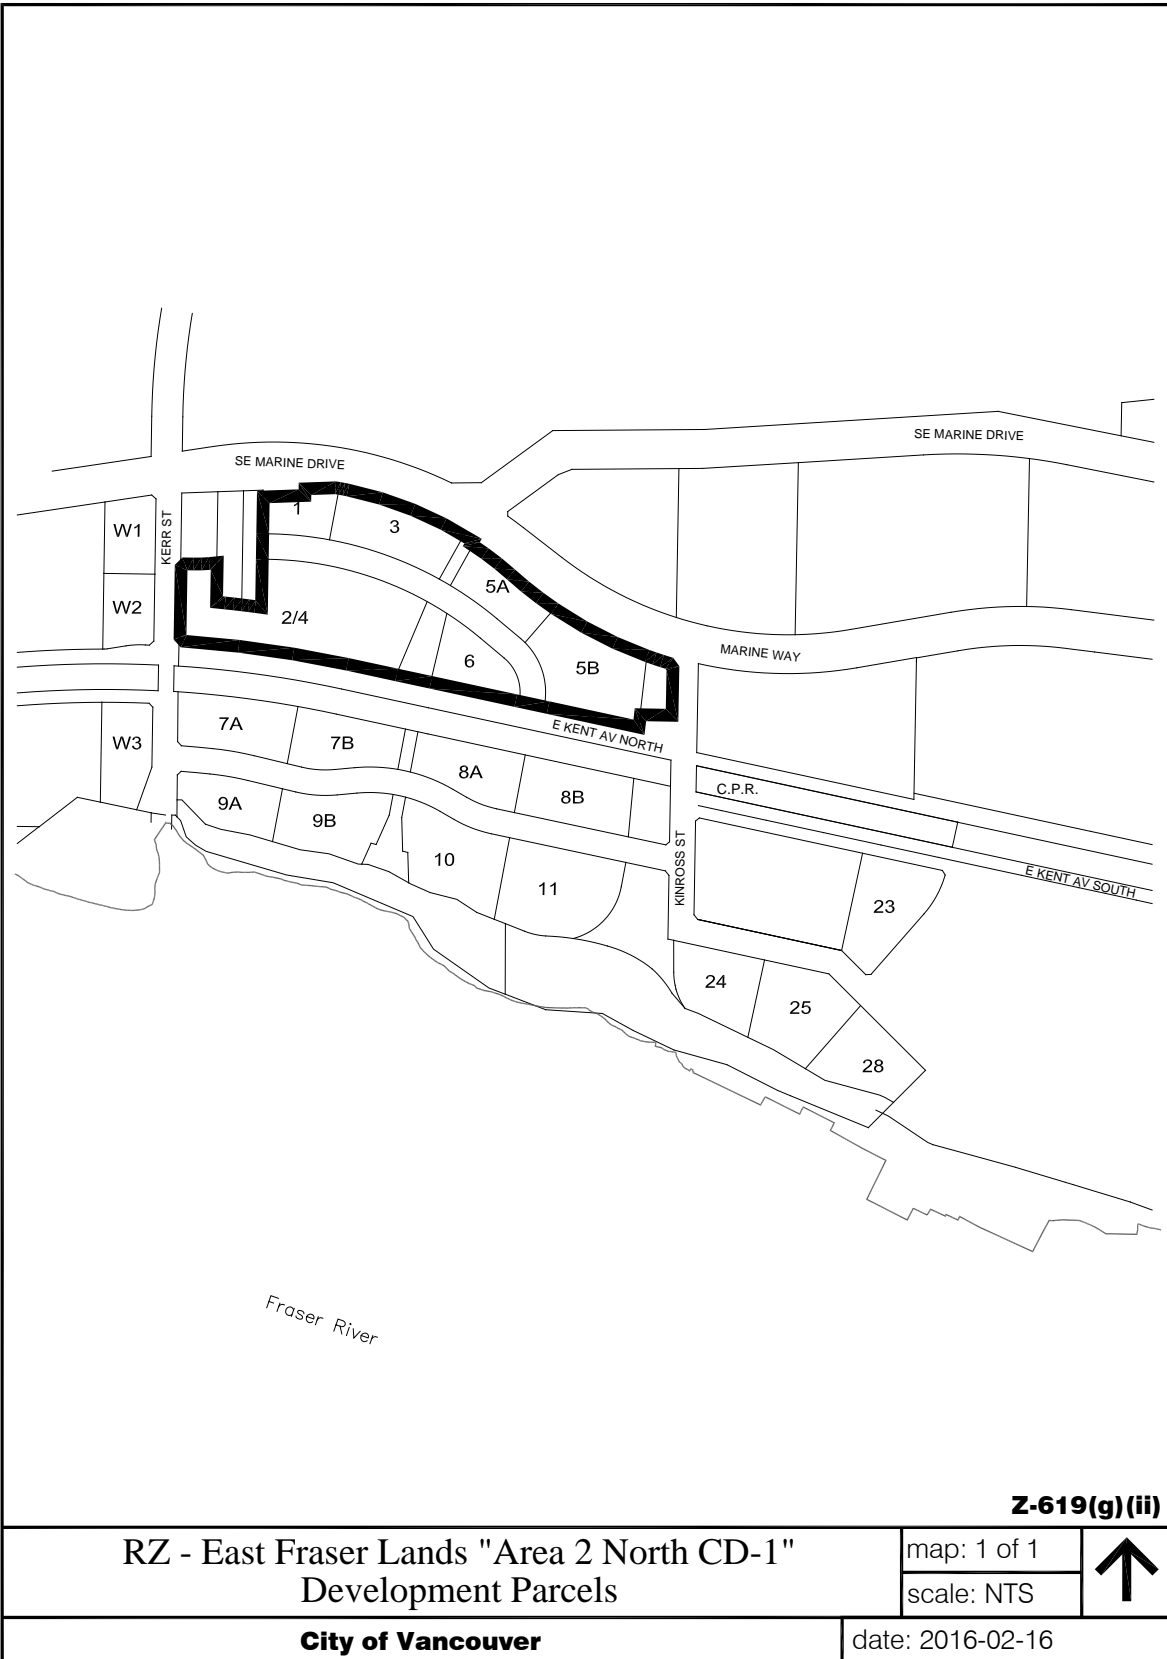 SE MARINE DRIVE
SE MARINE DRIVE
1
3
W1
KERR ST
5A
W2
2/4
6
5B
MARINE WAY
7A
7B
E KENT AV NORTH
W3
8A
8B
C.P.R.
9A
9B
10
KINROSS ST
11
E KENT AV SOUTH
23
24
25
28
Fraser River
Z-619(g)(ii)
RZ - East Fraser Lands "Area 2 North CD-1"
Development Parcels
map: 1 of 1
scale: NTS
City of Vancouver
date: 2016-02-16